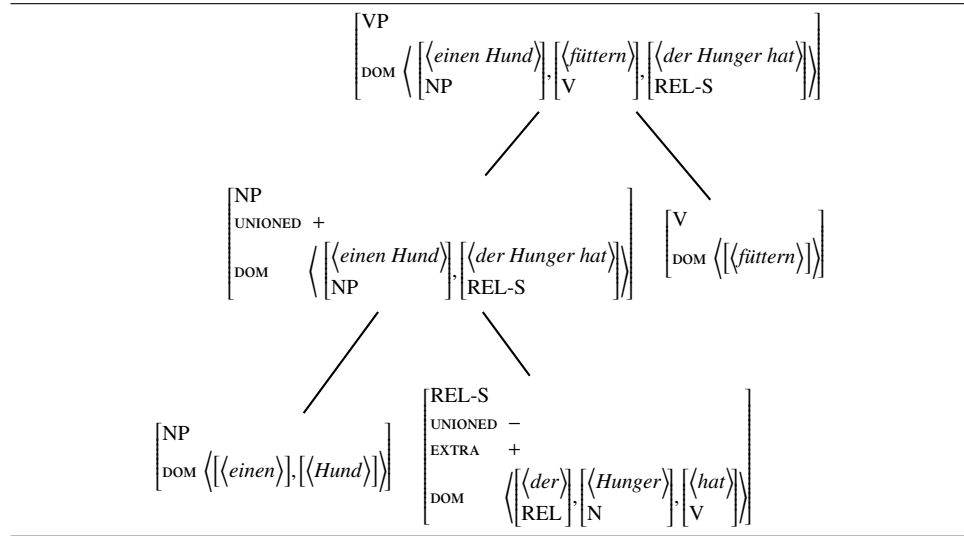 VP
DOM ⟨ [⟨einen Hund⟩ NP], [⟨füttern⟩ V], [⟨der Hunger hat⟩ REL-S] ⟩
NP
UNIONED +
DOM ⟨ [⟨einen Hund⟩ NP], [⟨der Hunger hat⟩ REL-S] ⟩
V
DOM ⟨[⟨füttern⟩]⟩
NP
DOM ⟨[⟨einen⟩],[⟨Hund⟩]⟩
REL-S
UNIONED −
EXTRA +
DOM ⟨[⟨der⟩ REL], [⟨Hunger⟩ N], [⟨hat⟩ V]⟩